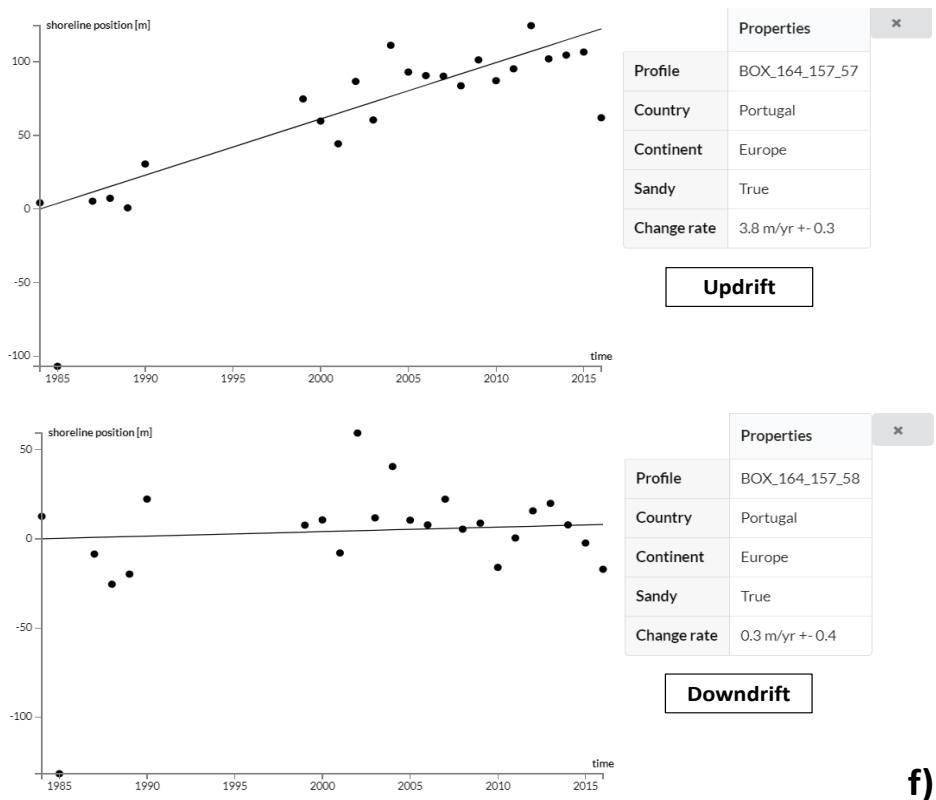 shoreline position [m]
100
50
0
-50
-100
time
1985 1990 1995 2000 2005 2010 2015
Properties ×
Profile BOX_164_157_57
Country Portugal
Continent Europe
Sandy True
Change rate 3.8 m/yr +- 0.3
Updrift
shoreline position [m]
50
0
-50
-100
time
1985 1990 1995 2000 2005 2010 2015
Properties ×
Profile BOX_164_157_58
Country Portugal
Continent Europe
Sandy True
Change rate 0.3 m/yr +- 0.4
Downdrift
f)